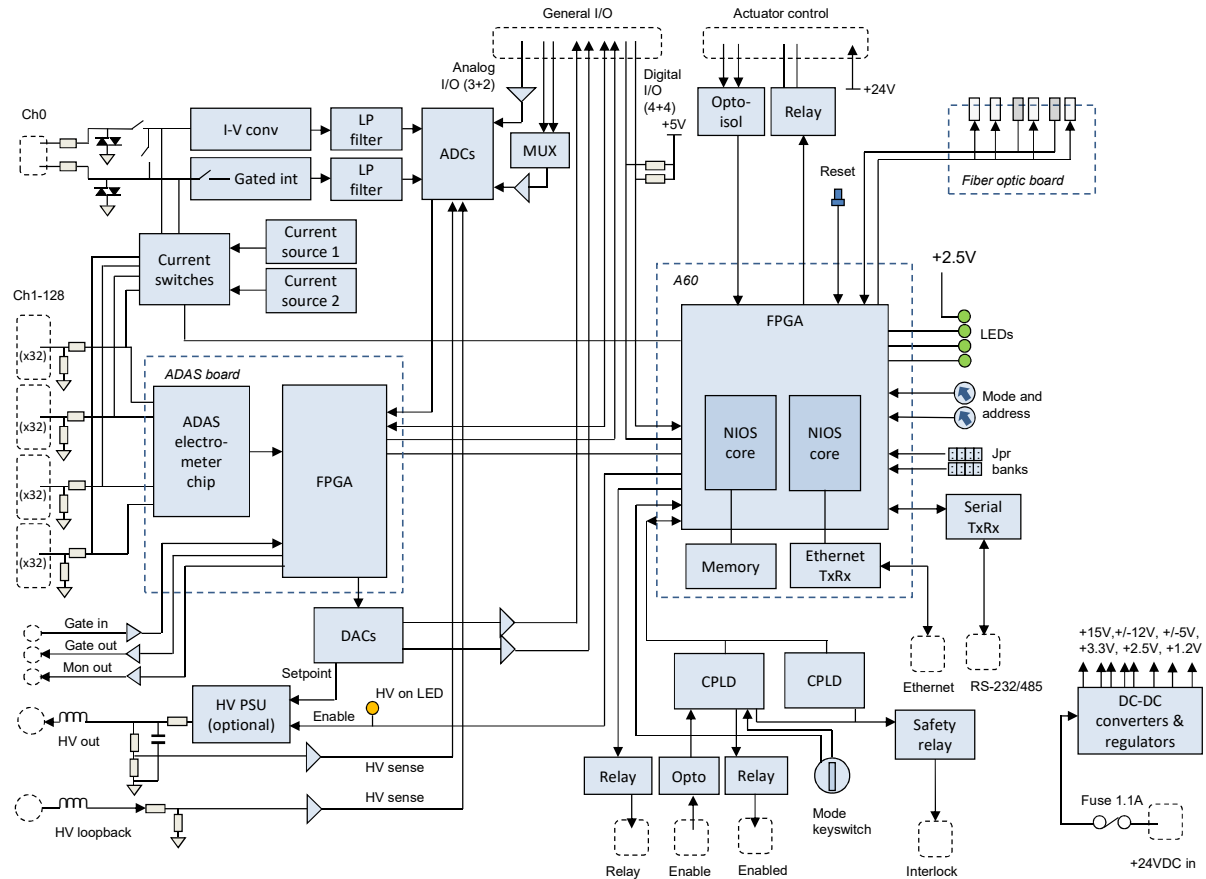 General I/O
Actuator control
Analog
I/O (3+2)
Digital
I/O
(4+4)
+5V
Opto-
isol
Relay
+24V
Ch0
I-V conv
LP
filter
ADCs
MUX
Gated int
LP
filter
Reset
Fiber optic board
Current
switches
Current
source 1
Current
source 2
A60
+2.5V
FPGA
LEDs
Ch1-128
(x32)
(x32)
(x32)
(x32)
ADAS board
ADAS
electro-
meter
chip
FPGA
NIOS
core
NIOS
core
Mode and
address
Jpr
banks
Serial
TxRx
Memory
Ethernet
TxRx
Gate in
Gate out
Mon out
DACs
Setpoint
HV PSU
(optional)
HV on LED
Enable
HV out
HV sense
HV sense
HV loopback
CPLD
CPLD
Ethernet
RS-232/485
+15V,+/-12V, +/-5V,
+3.3V, +2.5V, +1.2V
DC-DC
converters &
regulators
Safety
relay
Relay
Opto
Relay
Mode
keyswitch
Fuse 1.1A
Relay
Enable
Enabled
Interlock
+24VDC in